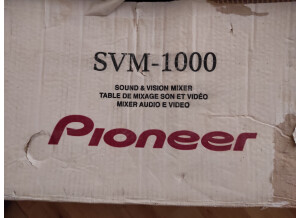 SVM-1000
SOUND & VISION MIXER
TABLE DE MIXAGE SON ET VIDÉO
MIXER AUDIO E VIDEO
Pioneer